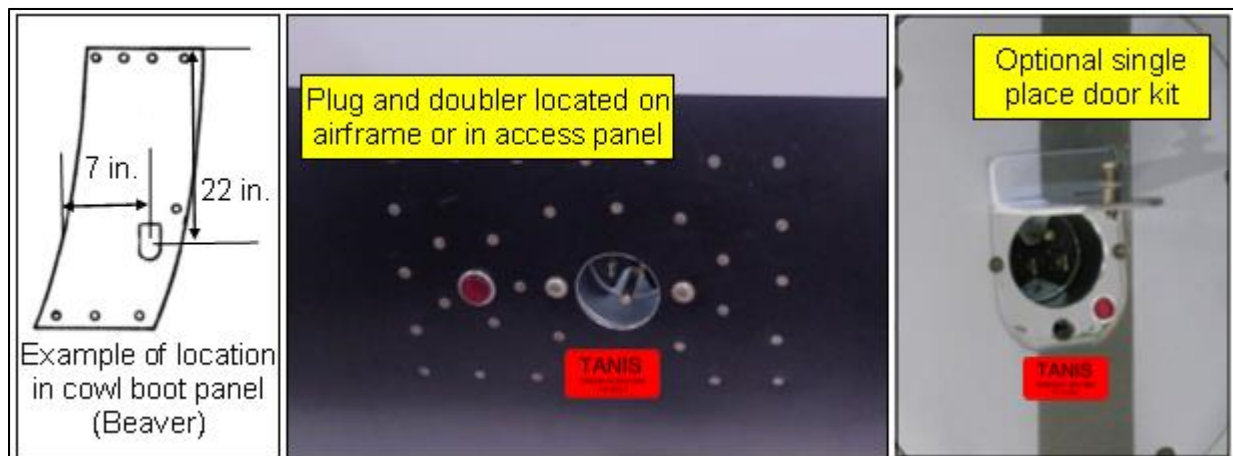 7 in.
22 in.
Example of location
in cowl boot panel
(Beaver)
Plug and doubler located on
airframe or in access panel
TANIS
Optional single
place door kit
TANIS